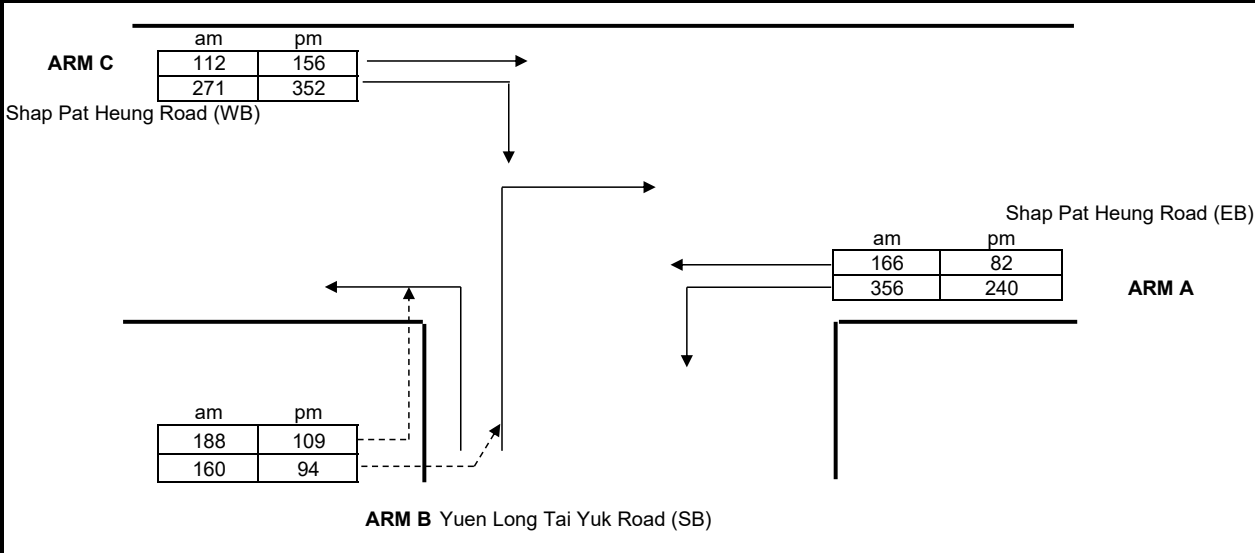 am pm
ARM C 112 156
271 352
Shap Pat Heung Road (WB)
Shap Pat Heung Road (EB)
am pm
166 82
356 240 ARM A
am pm
188 109
160 94
ARM B Yuen Long Tai Yuk Road (SB)